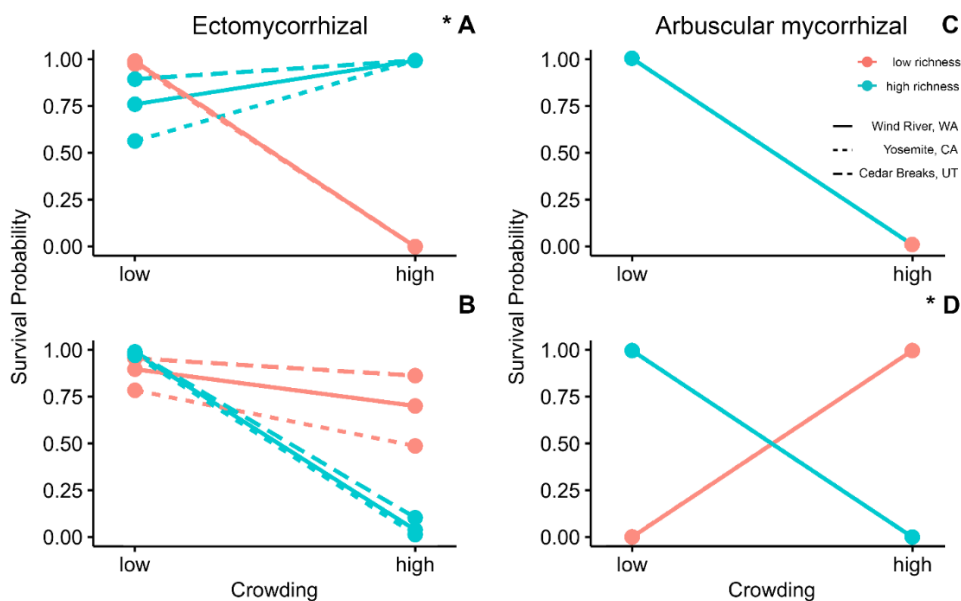 Ectomycorrhizal
* A
Arbuscular mycorrhizal
C
1.00
0.75
0.50
0.25
0.00
low
high
1.00
0.75
0.50
0.25
0.00
low
high
low richness
high richness
Wind River, WA
Yosemite, CA
Cedar Breaks, UT
Survival Probability
Survival Probability
B
* D
1.00
0.75
0.50
0.25
0.00
low
high
Crowding
1.00
0.75
0.50
0.25
0.00
low
high
Crowding